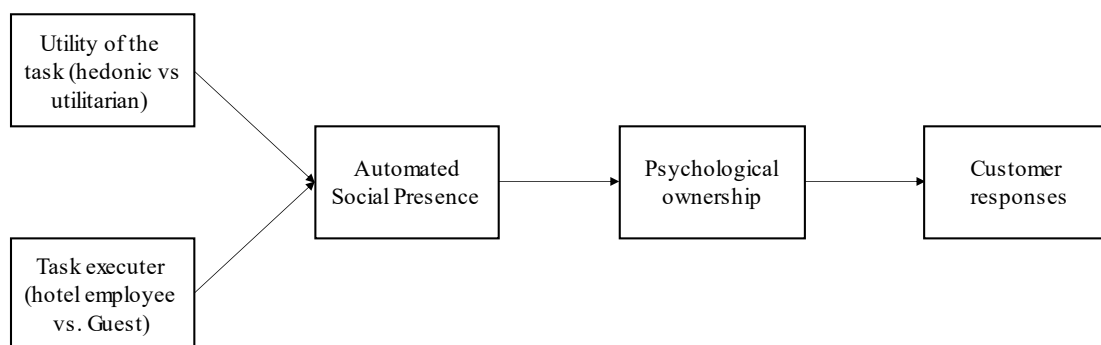 Utility of the
task (hedonic vs
utilitarian)
Automated
Social Presence
Psychological
ownership
Customer
responses
Task executer
(hotel employee
vs. Guest)